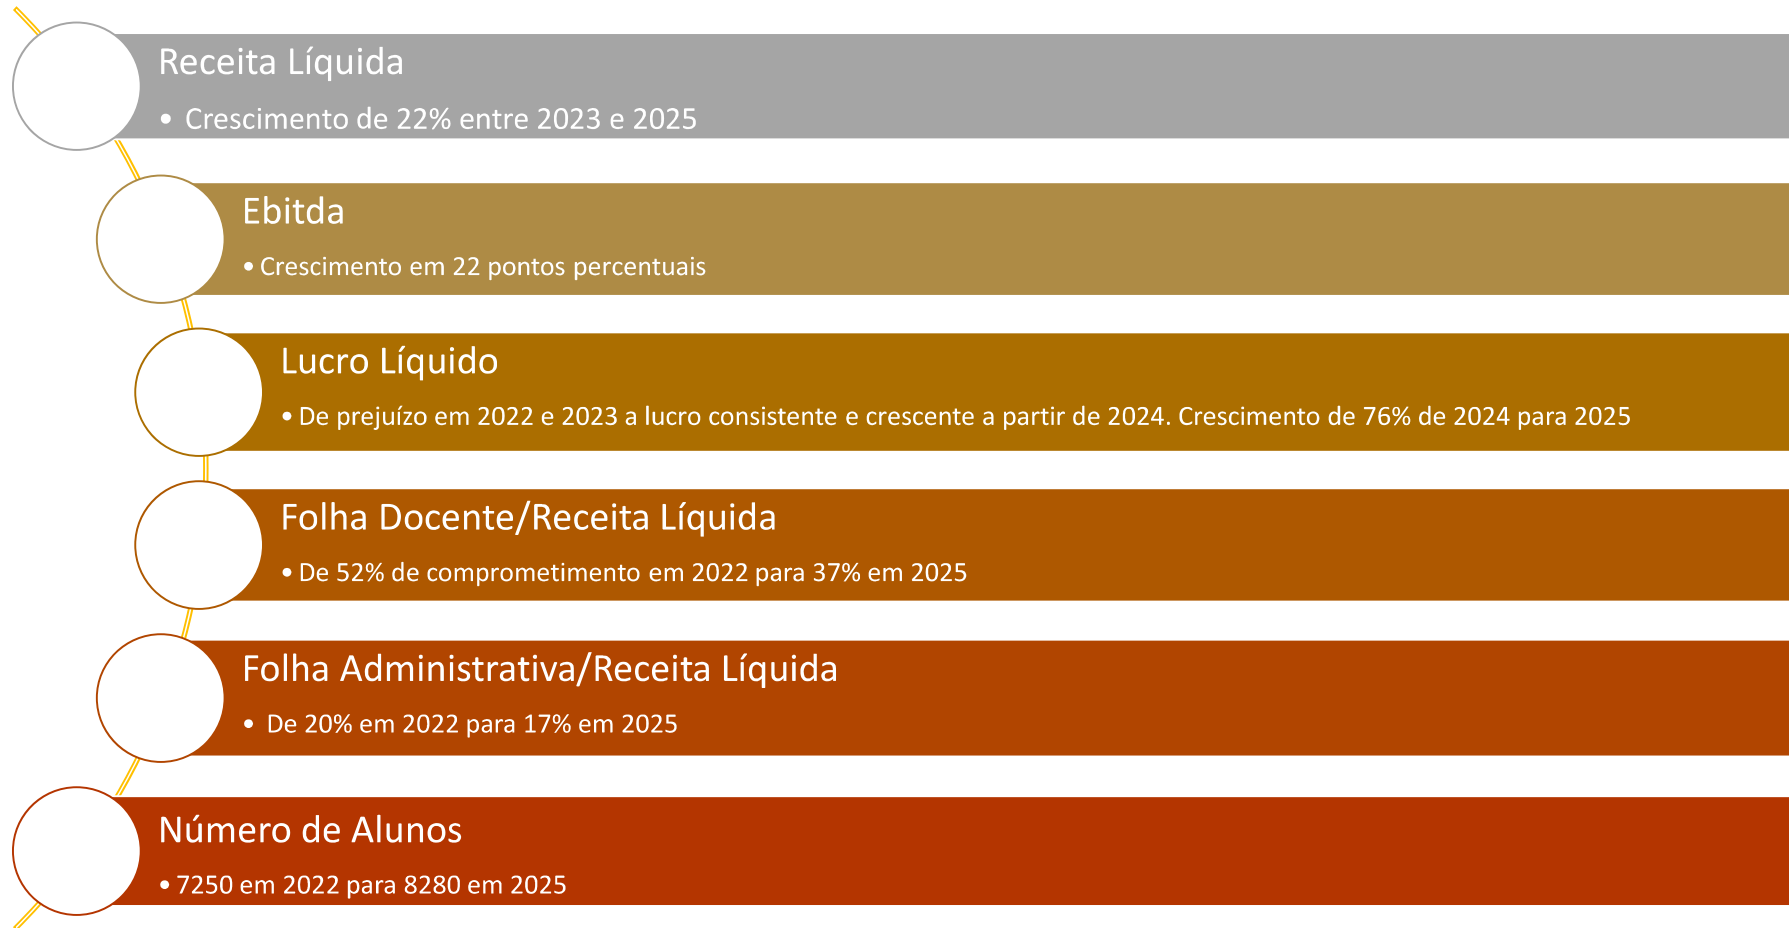 Receita Líquida
• Crescimento de 22% entre 2023 e 2025
Ebitda
• Crescimento em 22 pontos percentuais
Lucro Líquido
• De prejuízo em 2022 e 2023 a lucro consistente e crescente a partir de 2024. Crescimento de 76% de 2024 para 2025
Folha Docente/Receita Líquida
• De 52% de comprometimento em 2022 para 37% em 2025
Folha Administrativa/Receita Líquida
• De 20% em 2022 para 17% em 2025
Número de Alunos
• 7250 em 2022 para 8280 em 2025